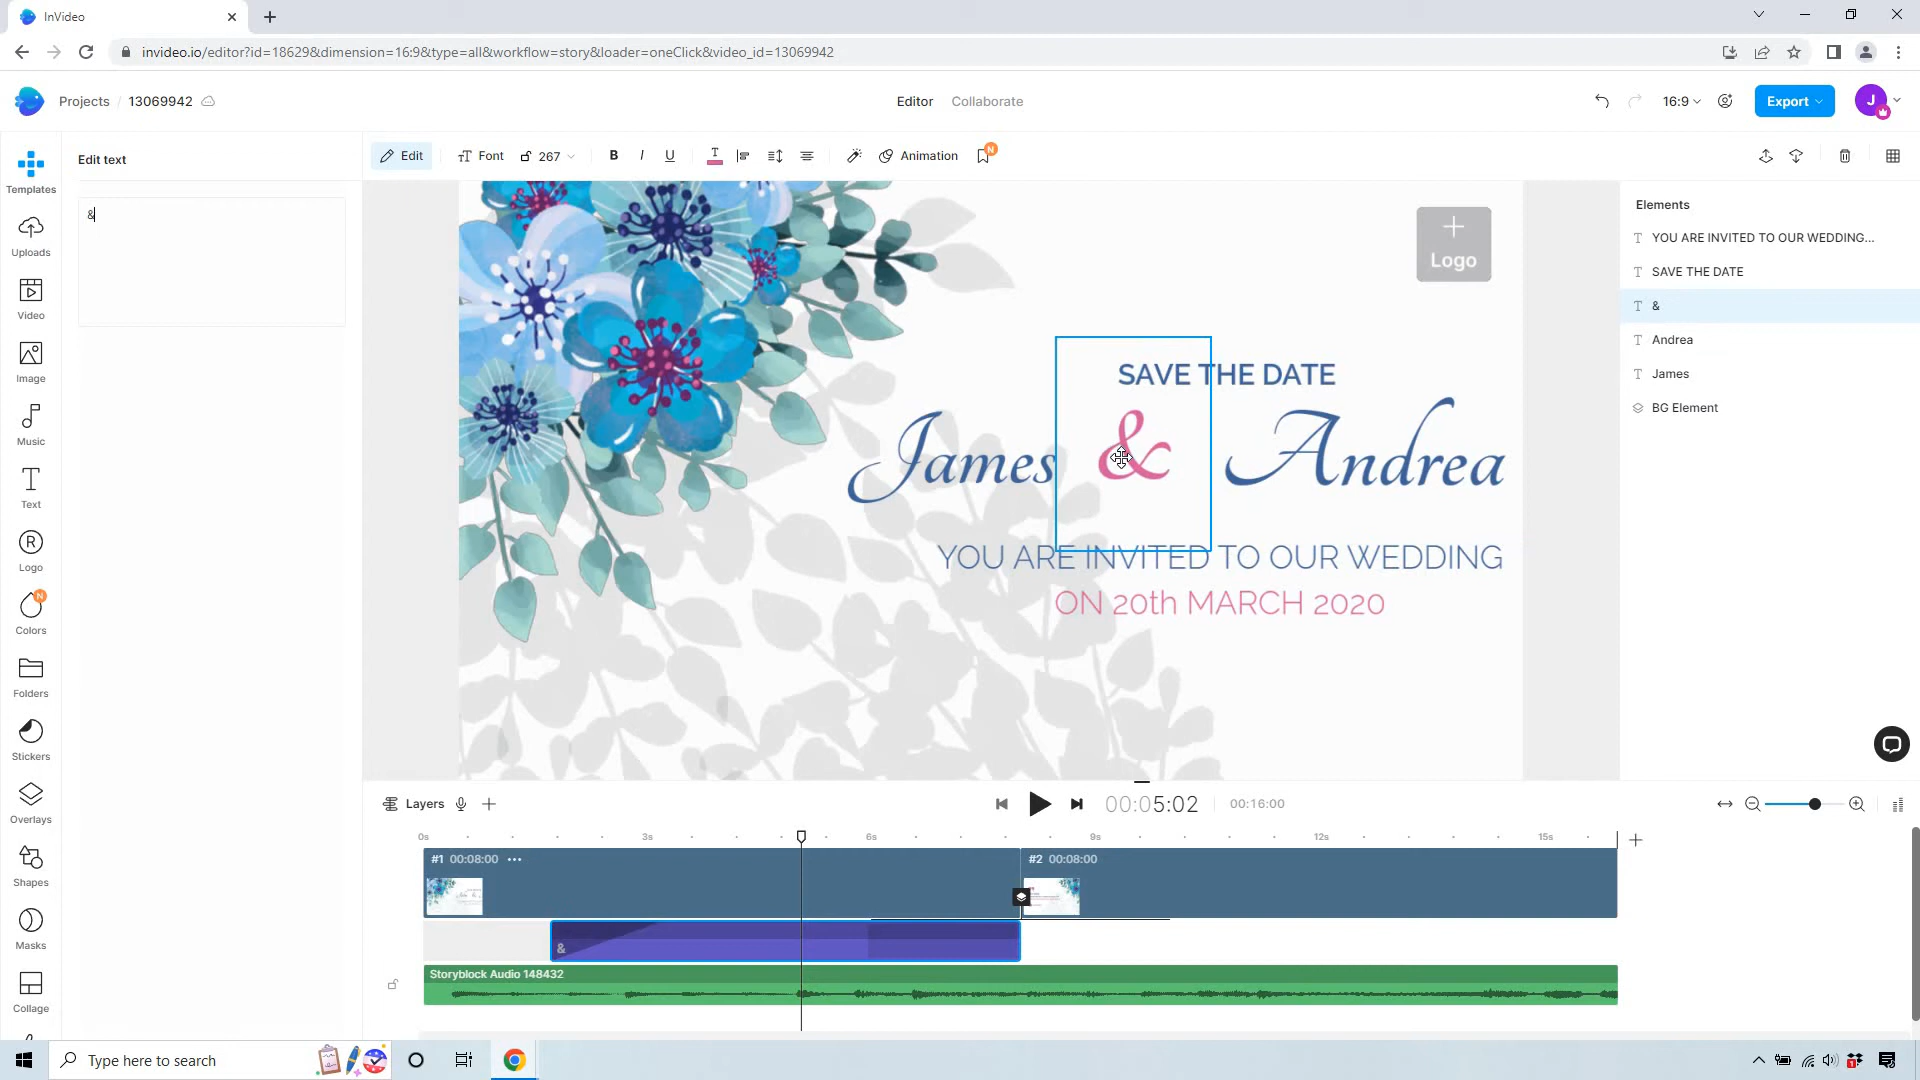 InVideo
invideo.io/editor?id=18629&dimension=16:9&type=all&workflow=story&loader=oneClick&video_id=13069942
Projects / 13069942
Editor
Collaborate
16:9
Export
J
Templates
Uploads
Video
Image
Music
Text
R
Logo
N
Colors
Folders
Stickers
Overlays
Shapes
Masks
Collage
Edit text
&
Edit
Font
267
B
I
U
Animation
N
+
Logo
SAVE THE DATE
James & Andrea
YOU ARE INVITED TO OUR WEDDING
ON 20th MARCH 2020
Elements
YOU ARE INVITED TO OUR WEDDING...
SAVE THE DATE
&
Andrea
James
BG Element
Layers
00:05:02
00:16:00
0s
3s
6s
9s
12s
15s
#1 00:08:00
#2 00:08:00
&
Storyblock Audio 148432
Type here to search
1